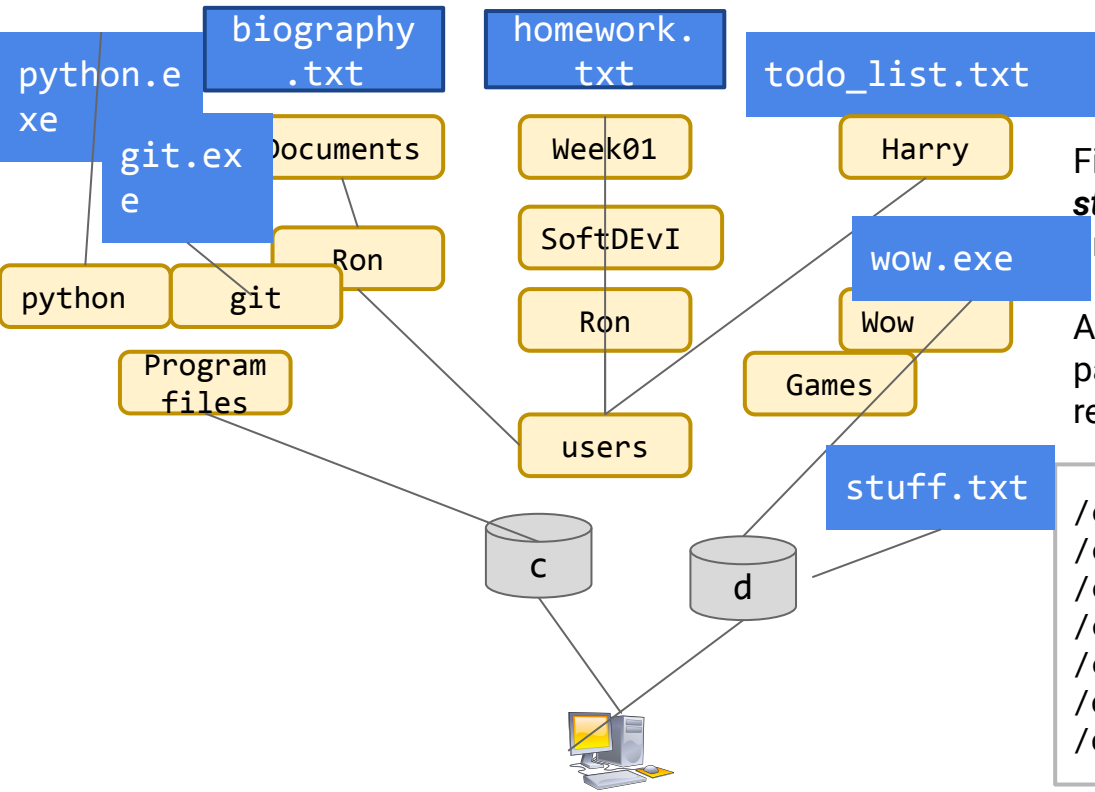 biography
.txt
homework.
txt
python.e
xe
todo_list.txt
git.ex
e
Documents
Week01
Harry
SoftDEvI
Ron
wow.exe
python
git
Ron
Wow
Program
files
Games
users
stuff.txt
c
d